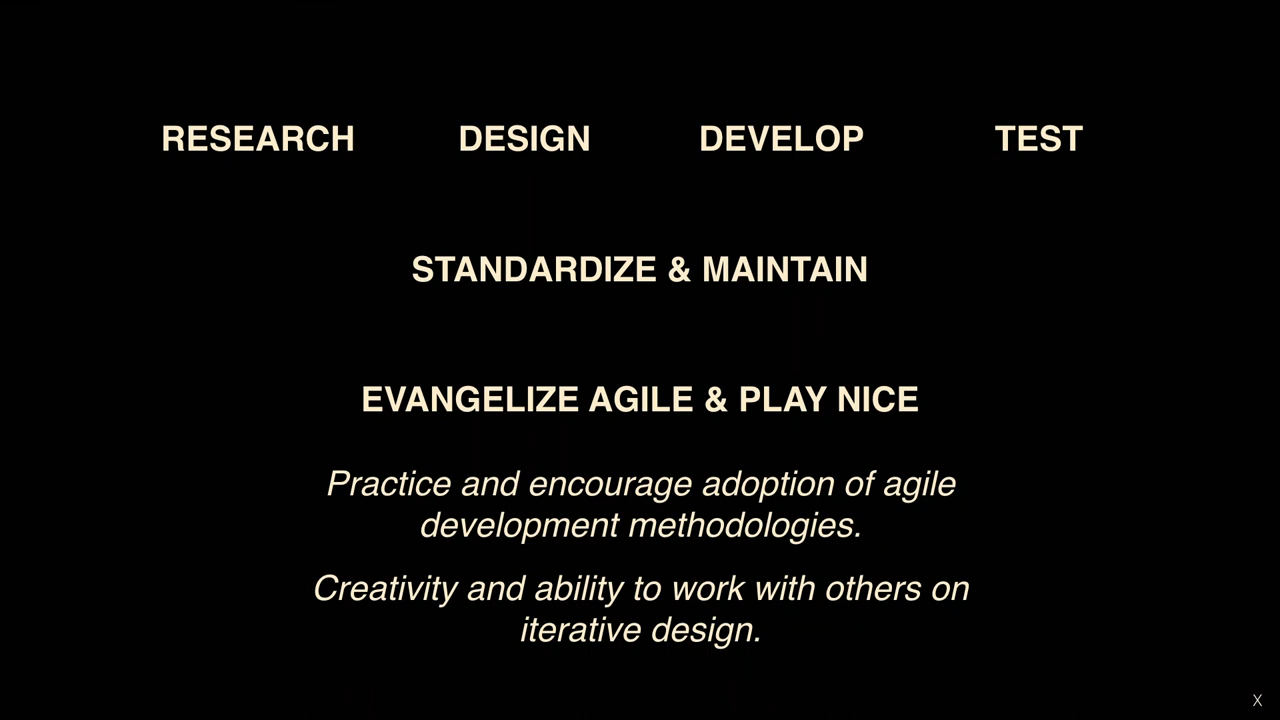 RESEARCH DESIGN DEVELOP TEST
STANDARDIZE & MAINTAIN
EVANGELIZE AGILE & PLAY NICE
Practice and encourage adoption of agile
development methodologies.
Creativity and ability to work with others on
iterative design.
X